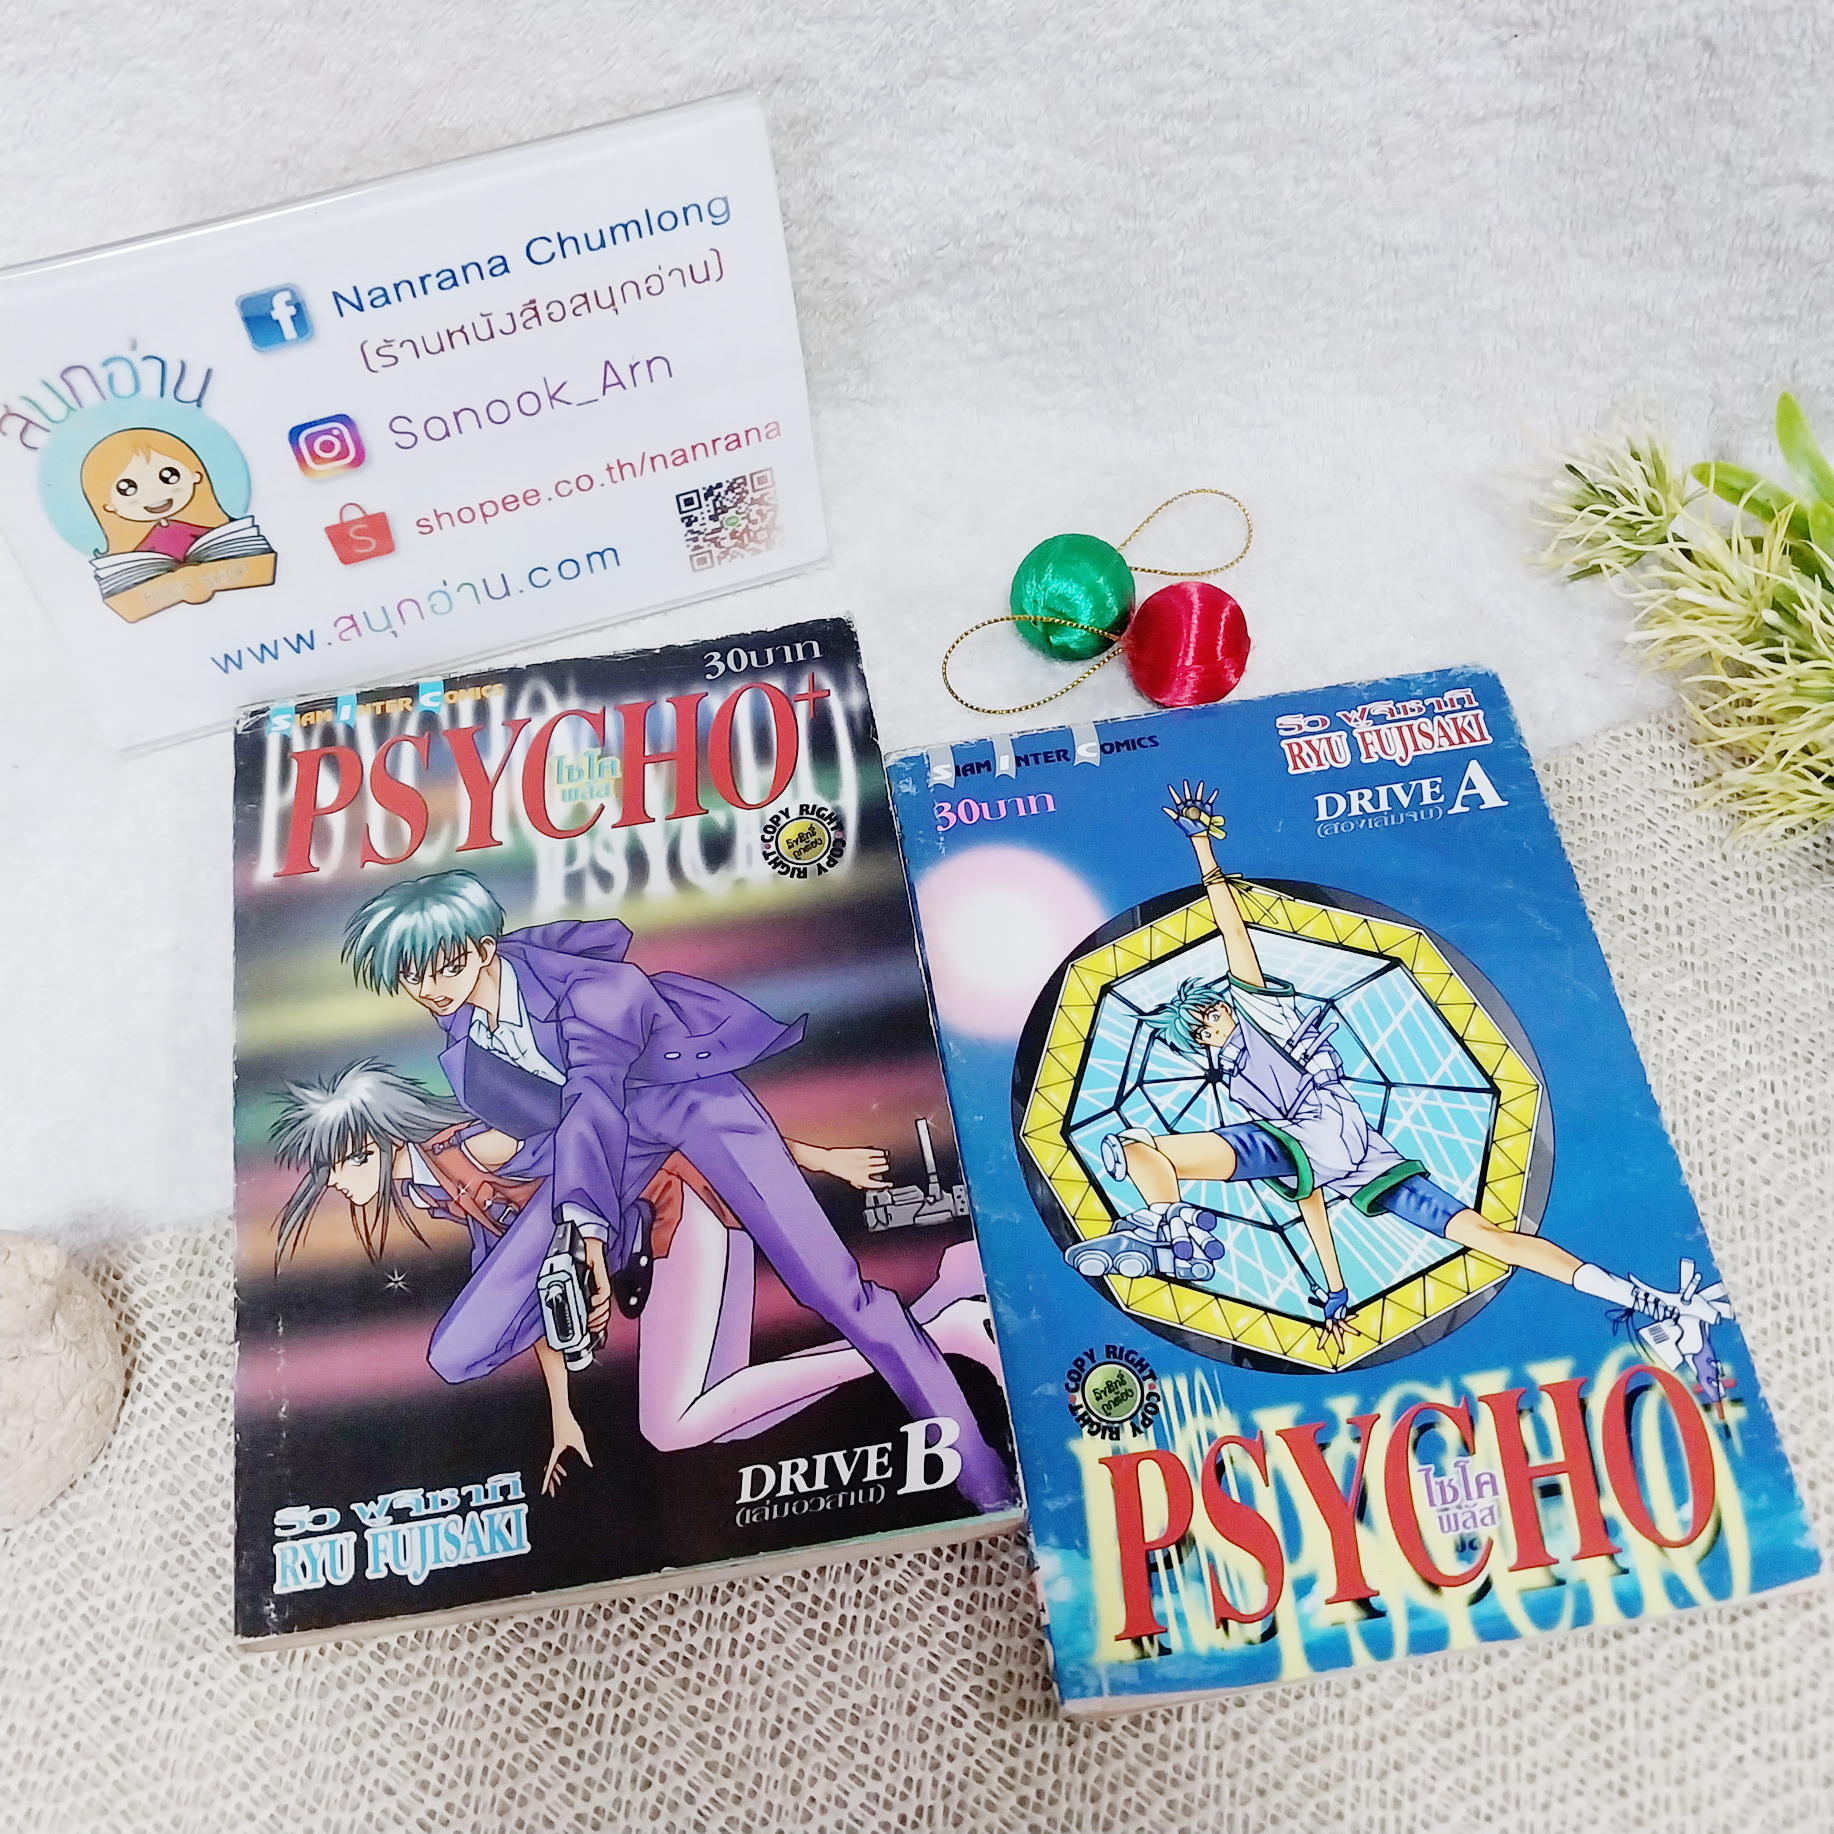 สนุกอ่าน
BOOK SHOP
Nanrana Chumlong
(ร้านหนังสือสนุกอ่าน)
Sanook_Arn
shopee.co.th/nanrana
www.สนุกอ่าน.com
SIAM INTER COMICS
30บาท
PSYCHO+
ไซโค
พลัส
COPY RIGHT • COPY RIGHT
ลิขสิทธิ์
ถูกต้อง
DRIVE B
(เล่มอวสาน)
ริว ฟูจิซากิ
RYU FUJISAKI
SIAM INTER COMICS
30บาท
ริว ฟูจิซากิ
RYU FUJISAKI
DRIVE A
(สองเล่มจบ)
COPY RIGHT • COPY RIGHT
ลิขสิทธิ์
ถูกต้อง
PSYCHO+
ไซโค
พลัส